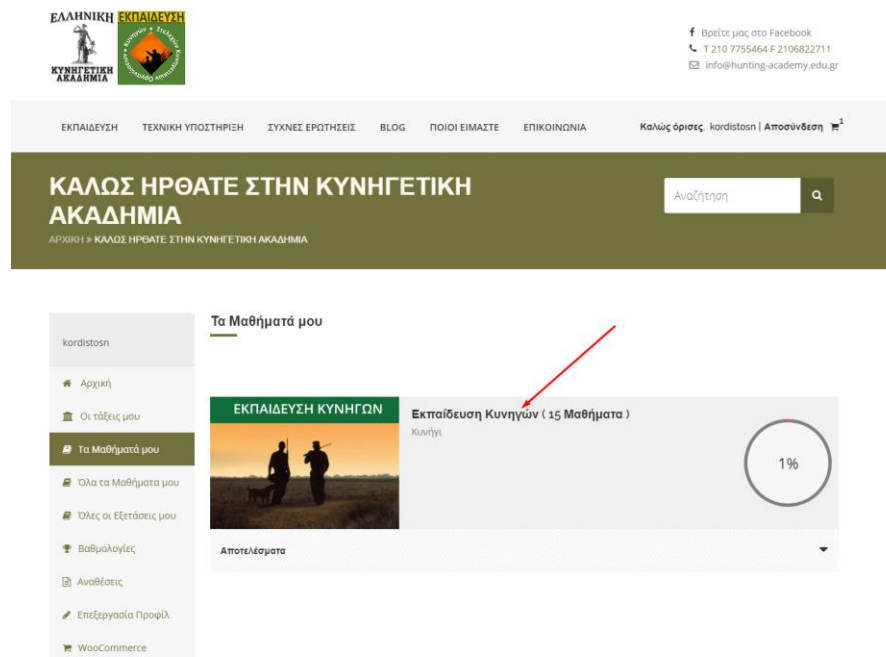 ΕΛΛΗΝΙΚΗ ΕΚΠΑΙΔΕΥΣΗ
ΚΥΝΗΓΕΤΙΚΗ
ΑΚΑΔΗΜΙΑ
Βρείτε μας στο Facebook
T 210 7755464 F 2106822711
info@hunting-academy.edu.gr
ΕΚΠΑΙΔΕΥΣΗ ΤΕΧΝΙΚΗ ΥΠΟΣΤΗΡΙΞΗ ΣΥΧΝΕΣ ΕΡΩΤΗΣΕΙΣ BLOG ΠΟΙΟΙ ΕΙΜΑΣΤΕ ΕΠΙΚΟΙΝΩΝΙΑ Καλώς όρισες, kordistosn | Αποσύνδεση 1
ΚΑΛΩΣ ΗΡΘΑΤΕ ΣΤΗΝ ΚΥΝΗΓΕΤΙΚΗ
ΑΚΑΔΗΜΙΑ
Αναζήτηση
ΑΡΧΙΚΗ » ΚΑΛΩΣ ΗΡΘΑΤΕ ΣΤΗΝ ΚΥΝΗΓΕΤΙΚΗ ΑΚΑΔΗΜΙΑ
kordistosn
Αρχική
Οι τάξεις μου
Τα Μαθήματά μου
Όλα τα Μαθήματα μου
Όλες οι Εξετάσεις μου
Βαθμολογίες
Αναθέσεις
Επεξεργασία Προφίλ
WooCommerce
Τα Μαθήματά μου
ΕΚΠΑΙΔΕΥΣΗ ΚΥΝΗΓΩΝ
Εκπαίδευση Κυνηγών ( 15 Μαθήματα )
Κυνήγι
1%
Αποτελέσματα